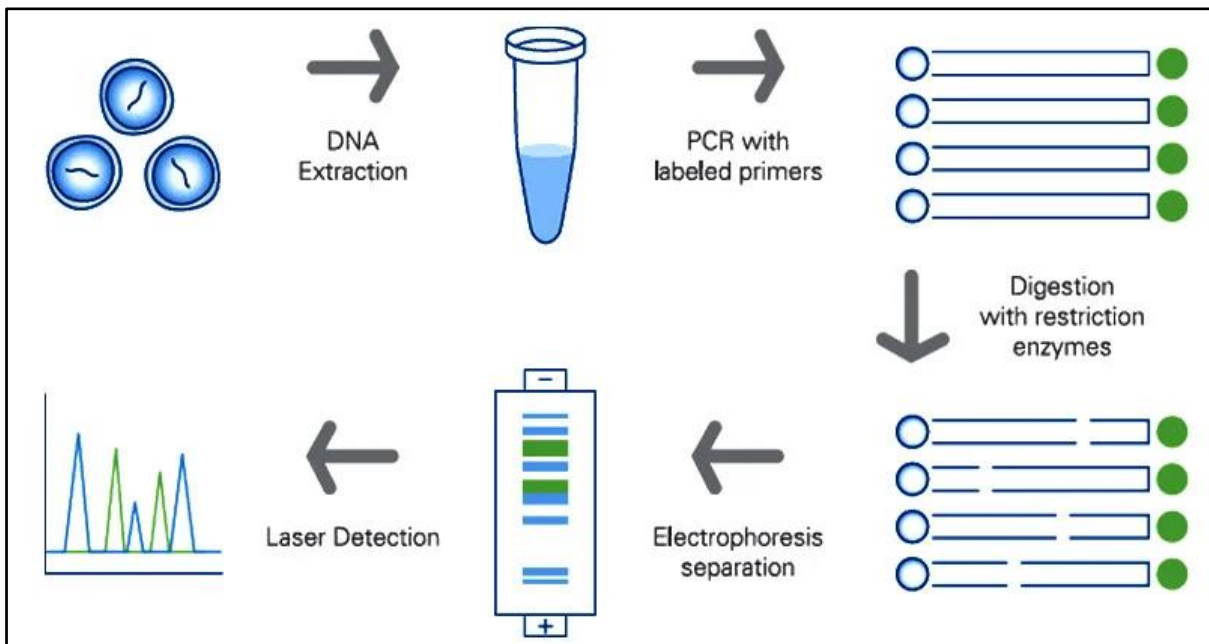 DNA
Extraction
PCR with
labeled primers
Digestion
with restriction
enzymes
Electrophoresis
separation
Laser Detection
−
+